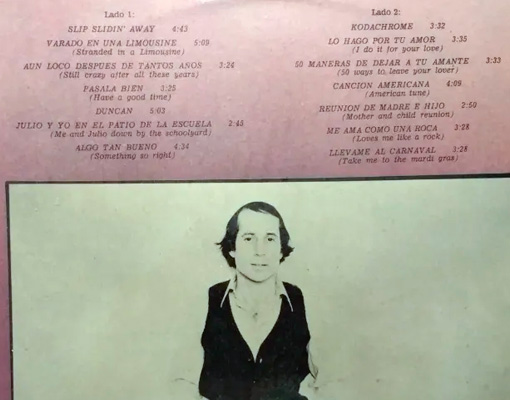 Lado 1:
SLIP SLIDIN' AWAY 4:43
VARADO EN UNA LIMOUSINE 5:09
(Stranded in a Limousine)
AUN LOCO DESPUES DE TANTOS AÑOS 3:24
(Still crazy after all these years)
PASALA BIEN 3:25
(Have a good time)
DUNCAN 5:03
JULIO Y YO EN EL PATIO DE LA ESCUELA 2:45
(Me and Julio down by the schoolyard)
ALGO TAN BUENO 4.34
(Something so right)
Lado 2:
KODACHROME 3:32
LO HAGO POR TU AMOR 3:35
(I do it for your love)
50 MANERAS DE DEJAR A TU AMANTE 3:33
(50 ways to leave your lover)
CANCION AMERICANA 4:09
(American tune)
REUNION DE MADRE E HIJO 2:50
(Mother and child reunion)
ME AMA COMO UNA ROCA 3:28
(Loves me like a rock)
LLEVAME AL CARNAVAL 3:28
(Take me to the mardi gras)